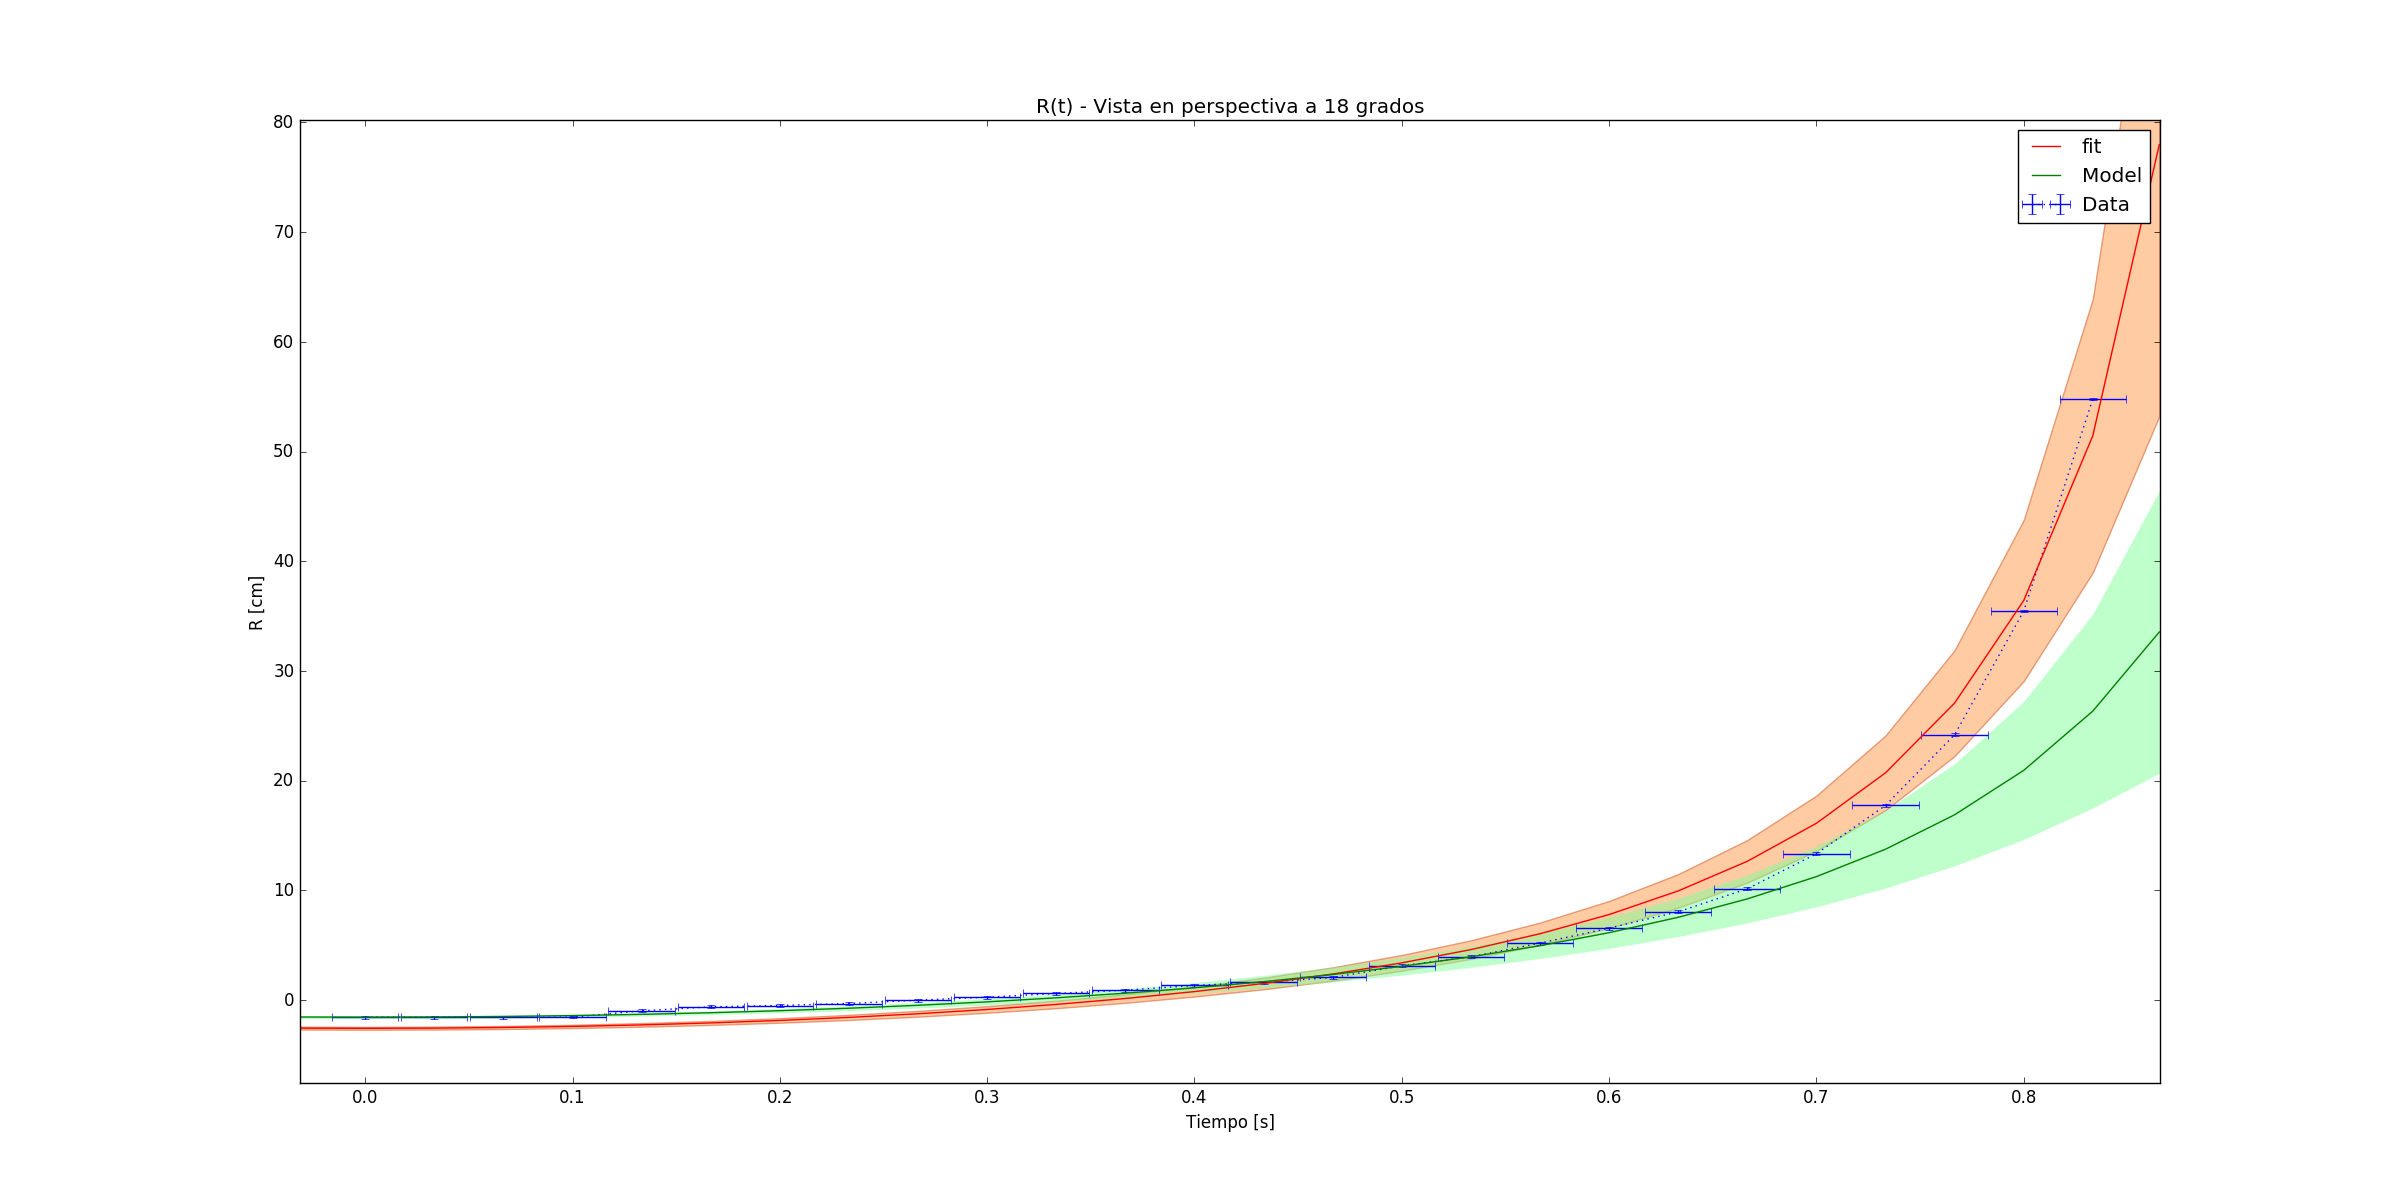 R(t) - Vista en perspectiva a 18 grados
80
70
60
50
40
30
20
10
0
R [cm]
fit
Model
Data
0.0 0.1 0.2 0.3 0.4 0.5 0.6 0.7 0.8
Tiempo [s]